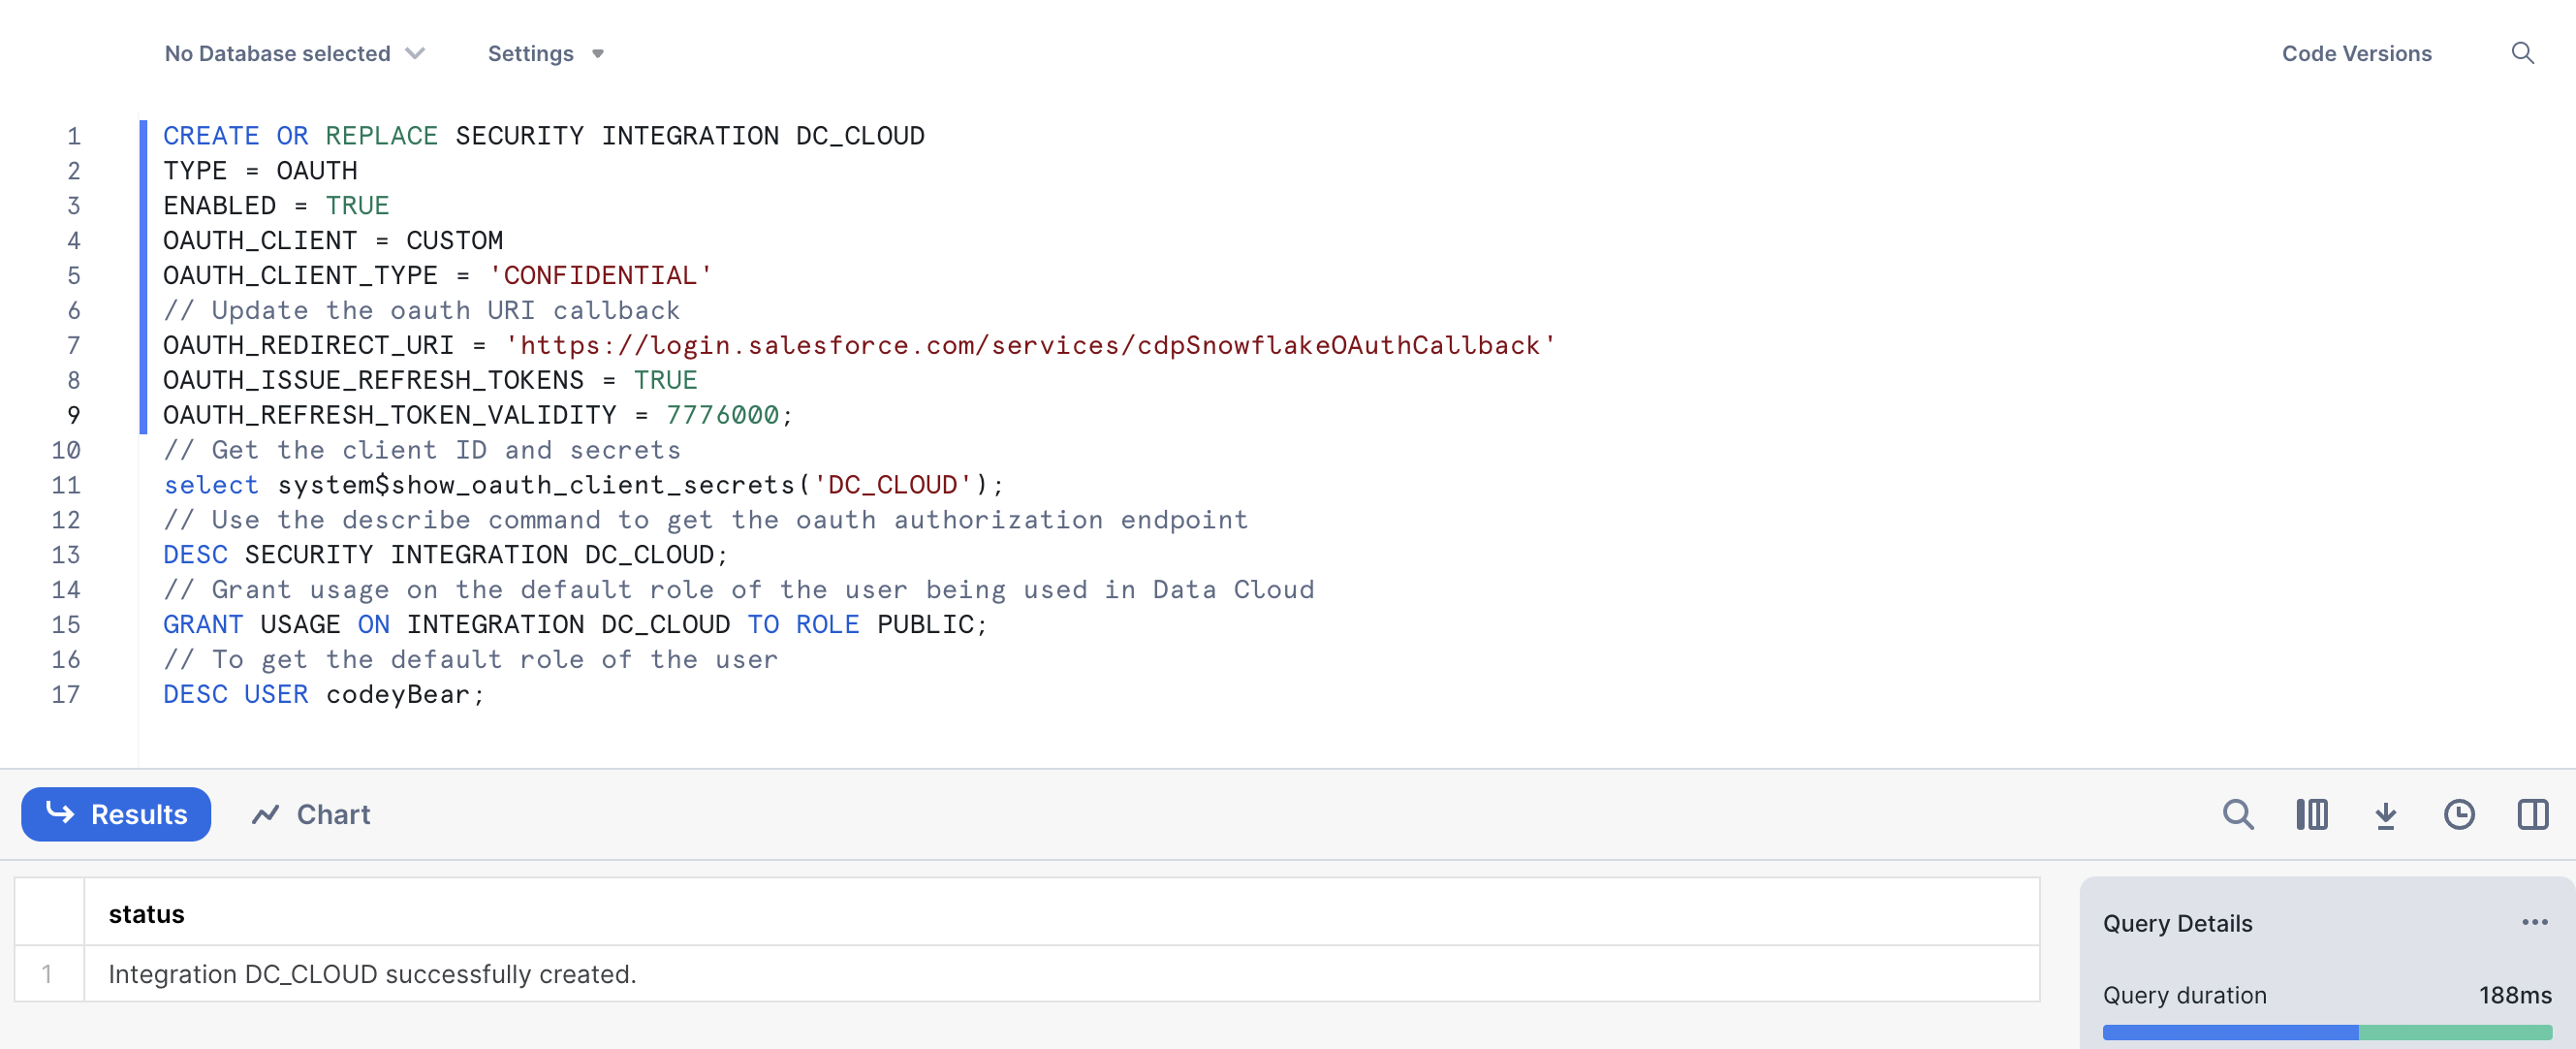 No Database selected Settings Code Versions
1 CREATE OR REPLACE SECURITY INTEGRATION DC_CLOUD
2 TYPE = OAUTH
3 ENABLED = TRUE
4 OAUTH_CLIENT = CUSTOM
5 OAUTH_CLIENT_TYPE = 'CONFIDENTIAL'
6 // Update the oauth URI callback
7 OAUTH_REDIRECT_URI = 'https://login.salesforce.com/services/cdpSnowflakeOAuthCallback'
8 OAUTH_ISSUE_REFRESH_TOKENS = TRUE
9 OAUTH_REFRESH_TOKEN_VALIDITY = 7776000;
10 // Get the client ID and secrets
11 select system$show_oauth_client_secrets('DC_CLOUD');
12 // Use the describe command to get the oauth authorization endpoint
13 DESC SECURITY INTEGRATION DC_CLOUD;
14 // Grant usage on the default role of the user being used in Data Cloud
15 GRANT USAGE ON INTEGRATION DC_CLOUD TO ROLE PUBLIC;
16 // To get the default role of the user
17 DESC USER codeyBear;
Results Chart
status
1 Integration DC_CLOUD successfully created.
Query Details ...
Query duration 188ms